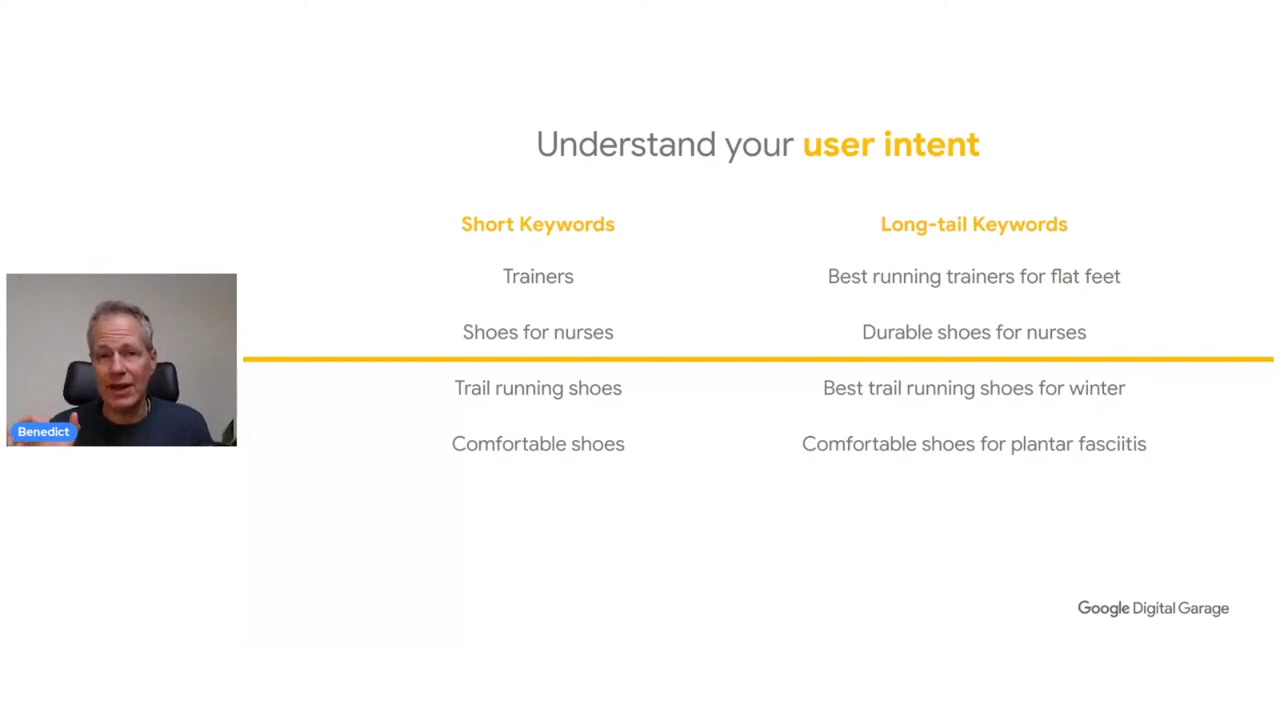 Understand your user intent
Short Keywords
Long-tail Keywords
Trainers
Best running trainers for flat feet
Shoes for nurses
Durable shoes for nurses
Trail running shoes
Best trail running shoes for winter
Comfortable shoes
Comfortable shoes for plantar fasciitis
Benedict
Google Digital Garage